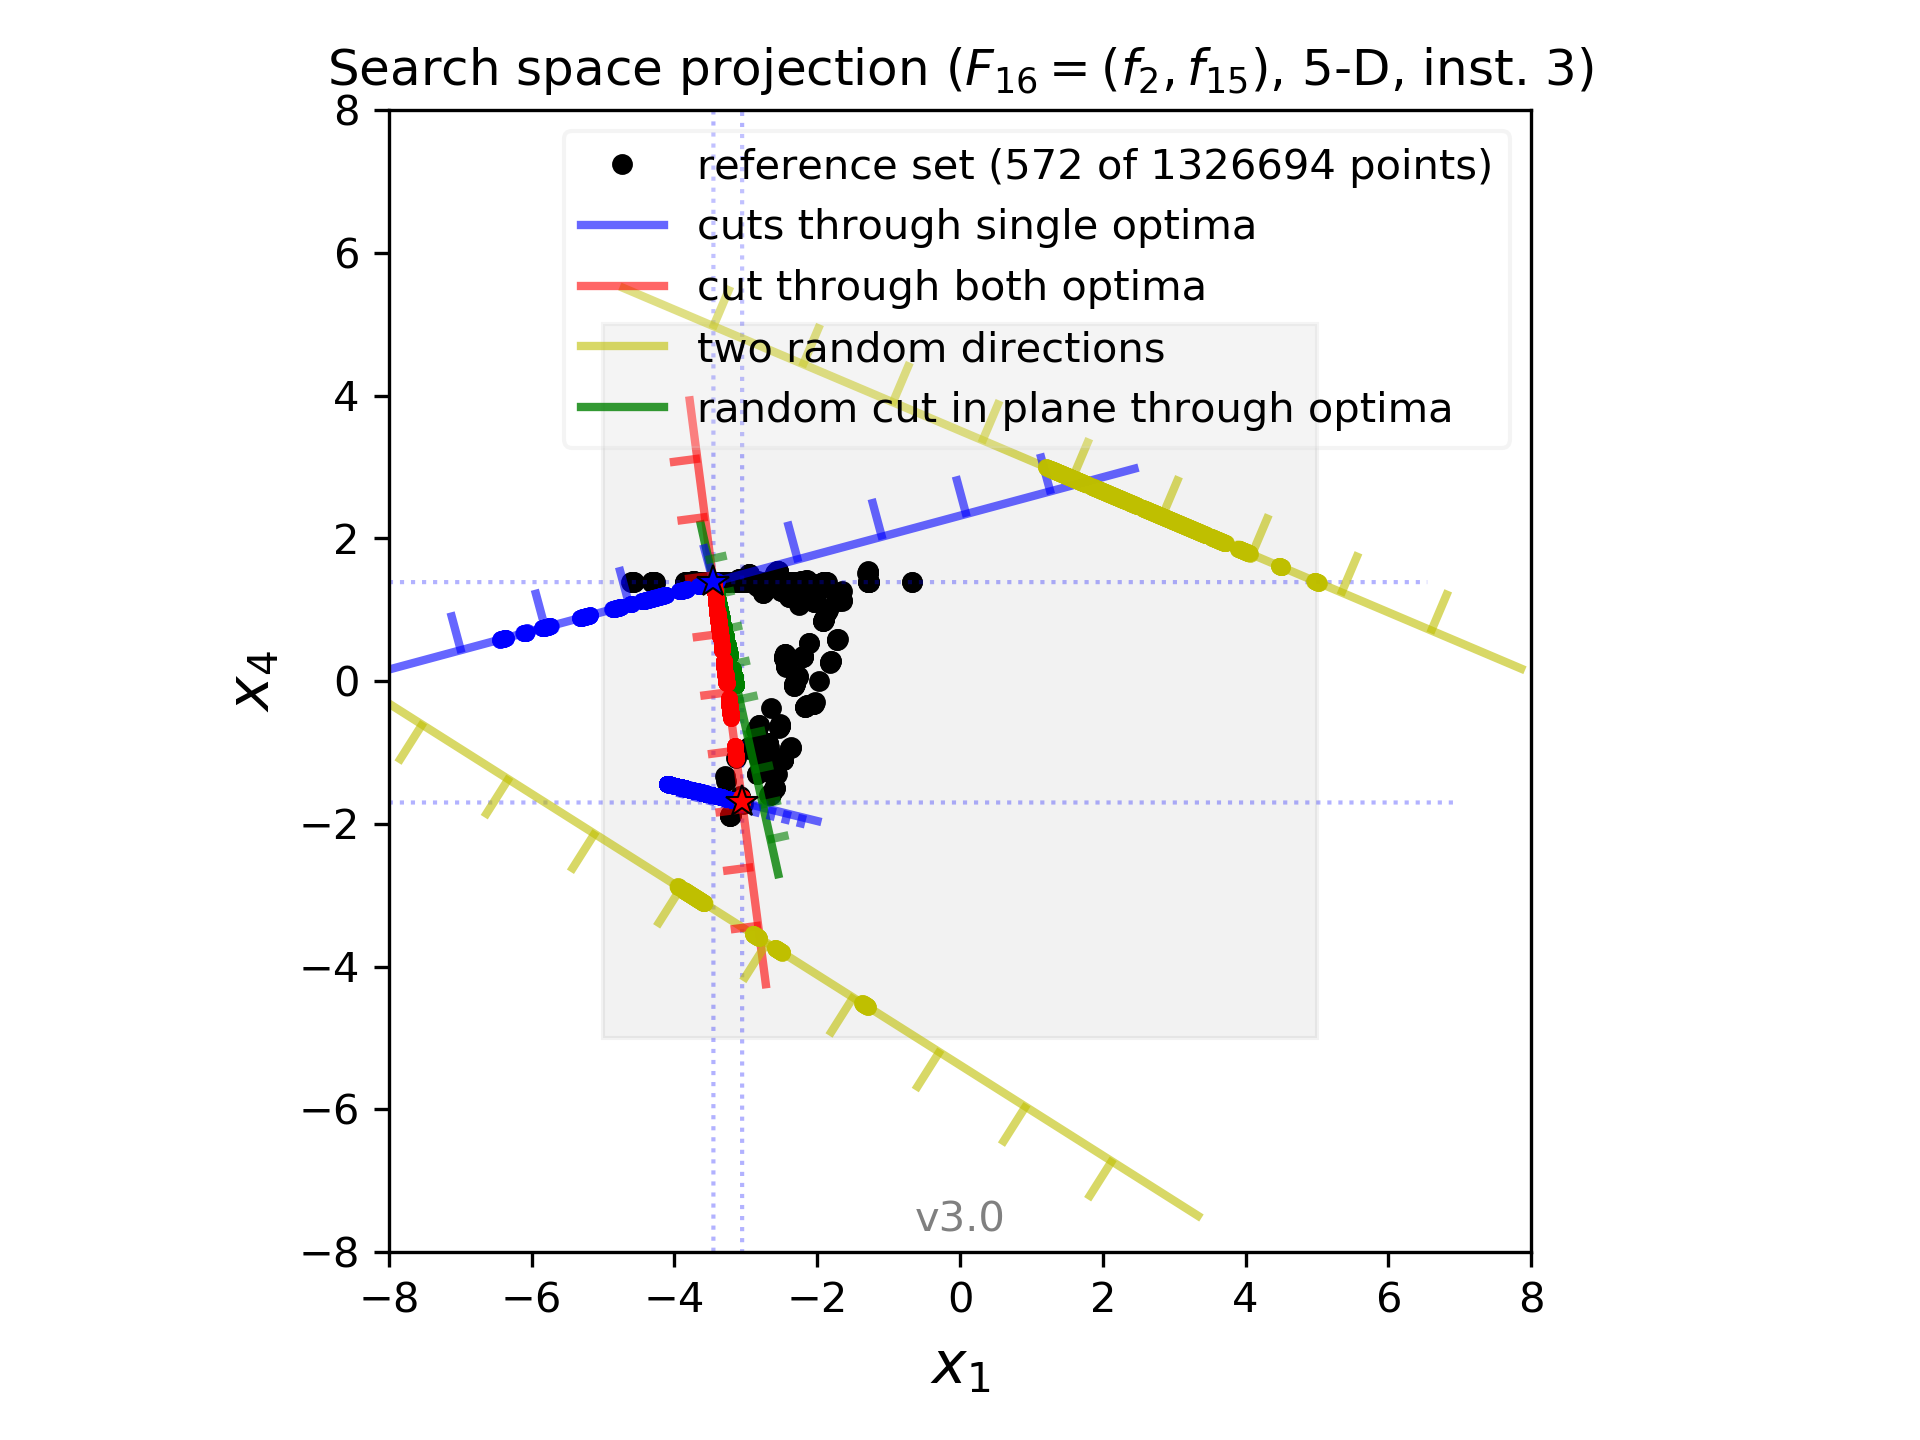 Search space projection (F₁₆ = (f₂, f₁₅), 5-D, inst. 3)
reference set (572 of 1326694 points)
cuts through single optima
cut through both optima
two random directions
random cut in plane through optima
8
6
4
2
0
−2
−4
−6
−8
x₄
v3.0
−8 −6 −4 −2 0 2 4 6 8
x₁